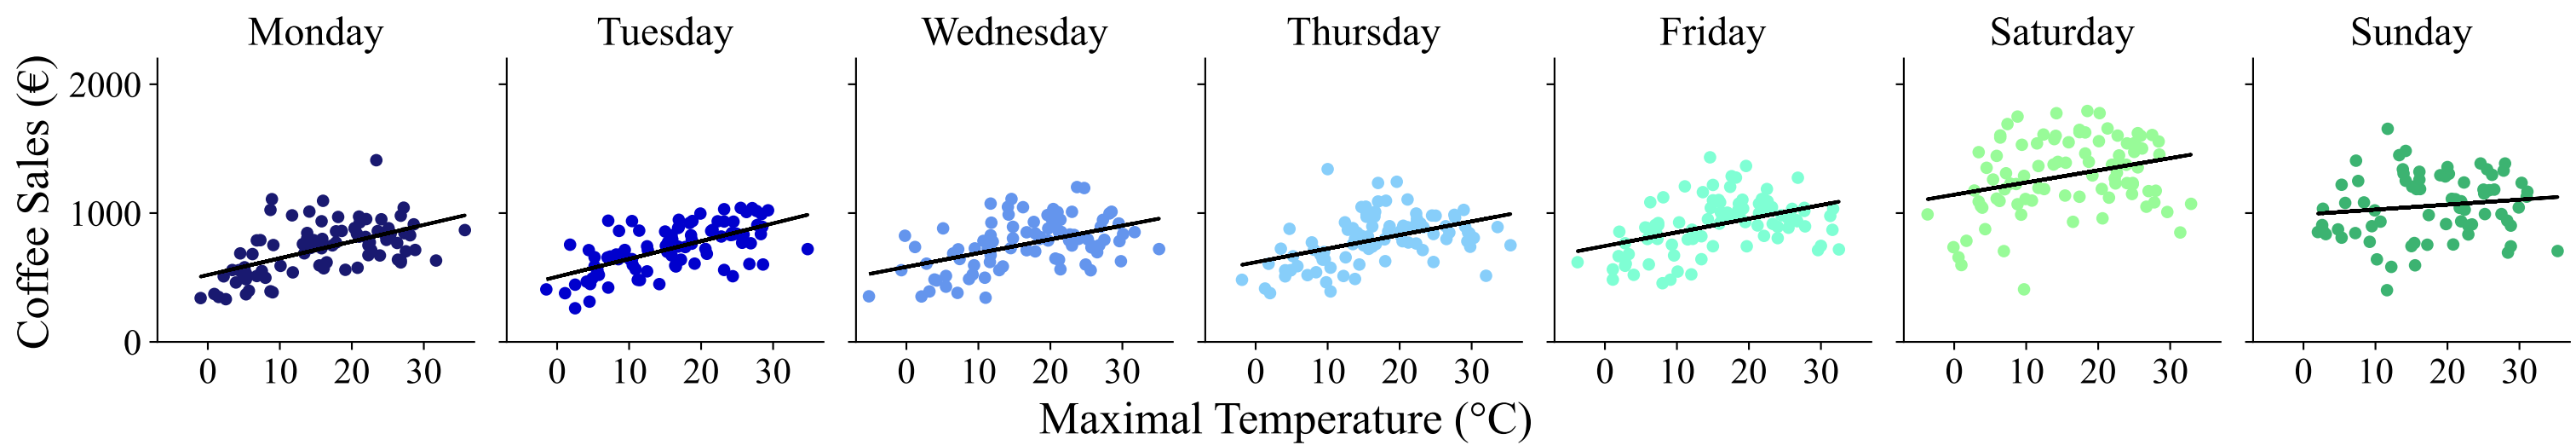 Monday Tuesday Wednesday Thursday Friday Saturday Sunday
Coffee Sales (€)
2000
1000
0
0 10 20 30 0 10 20 30 0 10 20 30 0 10 20 30 0 10 20 30 0 10 20 30 0 10 20 30
Maximal Temperature (°C)